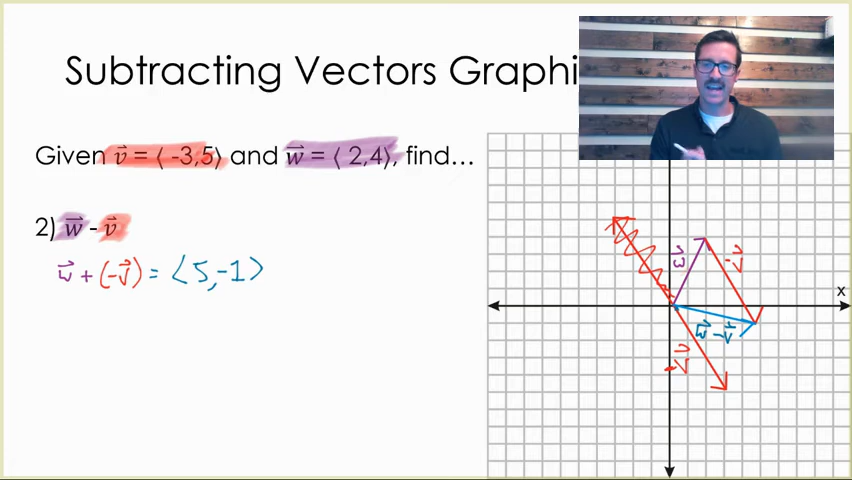 Subtracting Vectors Graphi
Given v⃗ = ⟨ -3,5⟩ and w⃗ = ⟨ 2,4⟩, find…
2) w⃗ - v⃗
w⃗ + (-v⃗) = ⟨5,-1⟩
w⃗
-v⃗
x
w⃗-v⃗
-v⃗